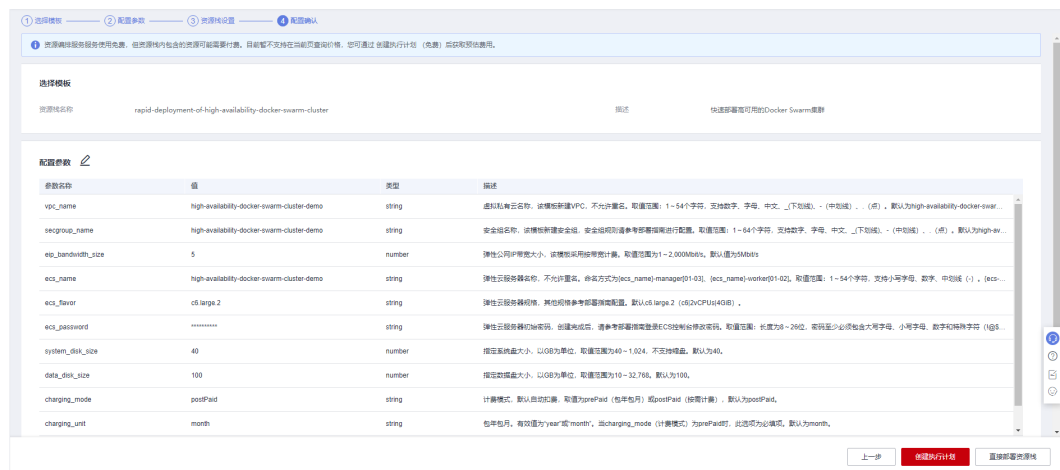 1 选择模板 2 配置参数 3 资源栈设置 4 配置确认
资源编排服务服务使用免费，但资源栈内包含的资源可能需要付费。目前暂不支持在当前页查询价格，您可通过 创建执行计划 （免费）后获取预估费用。
选择模板
资源栈名称 rapid-deployment-of-high-availability-docker-swarm-cluster 描述 快速部署高可用的Docker Swarm集群
配置参数
参数名称 值 类型 描述
vpc_name high-availability-docker-swarm-cluster-demo string 虚拟私有云名称，该模板新建VPC，不允许重名。取值范围：1~54个字符，支持数字、字母、中文、_(下划线)、-（中划线）、.（点）。默认为high-availability-docker-swar...
secgroup_name high-availability-docker-swarm-cluster-demo string 安全组名称，该模板新建安全组，安全组规则请参考部署指南进行配置。取值范围：1~64个字符，支持数字、字母、中文、_(下划线)、-（中划线）、.（点）。默认为high-av...
eip_bandwidth_size 5 number 弹性公网IP带宽大小，该模板采用按带宽计费。取值范围为1~2,000Mbit/s。默认值为5Mbit/s
ecs_name high-availability-docker-swarm-cluster-demo string 弹性云服务器名称，不允许重名。命名方式为{ecs_name}-manager[01-03]，{ecs_name}-worker[01-02]。取值范围：1~54个字符，支持小写字母、数字、中划线（-）。{ecs-...
ecs_flavor c6.large.2 string 弹性云服务器规格，其他规格参考部署指南配置。默认c6.large.2（c6|2vCPUs|4GiB）。
ecs_password ********** string 弹性云服务器初始密码，创建完成后，请参考部署指南登录ECS控制台修改密码。取值范围：长度为8~26位，密码至少必须包含大写字母、小写字母、数字和特殊字符（!@$...
system_disk_size 40 number 指定系统盘大小，以GB为单位，取值范围为40~1,024，不支持缩盘。默认为40。
data_disk_size 100 number 指定数据盘大小，以GB为单位，取值范围为10~32,768。默认为100。
charging_mode postPaid string 计费模式，默认自动扣费，取值为prePaid（包年包月）或postPaid（按需计费），默认为postPaid。
charging_unit month string 包年包月。有效值为“year”或“month”。当charging_mode（计费模式）为prePaid时，此选项为必填项。默认为month。
上一步 创建执行计划 直接部署资源栈